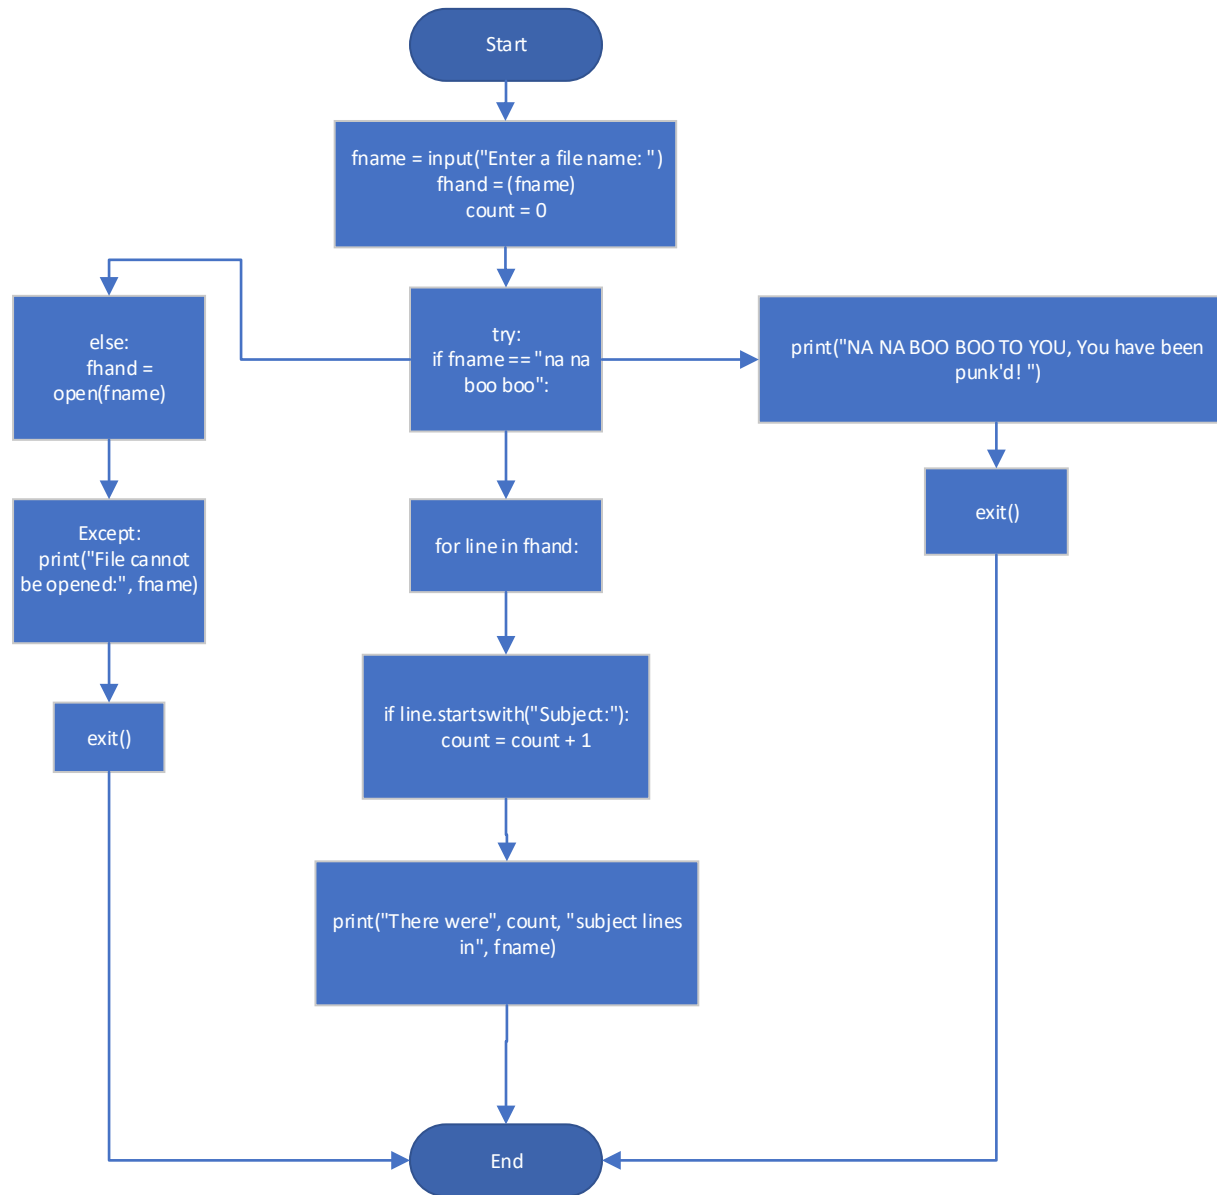 Start
fname = input("Enter a file name: ")
fhand = (fname)
count = 0
else:
fhand =
open(fname)
try:
if fname == "na na
boo boo":
print("NA NA BOO BOO TO YOU, You have been
punk'd! ")
Except:
print("File cannot
be opened:", fname)
for line in fhand:
exit()
exit()
if line.startswith("Subject:"):
count = count + 1
print("There were", count, "subject lines
in", fname)
End